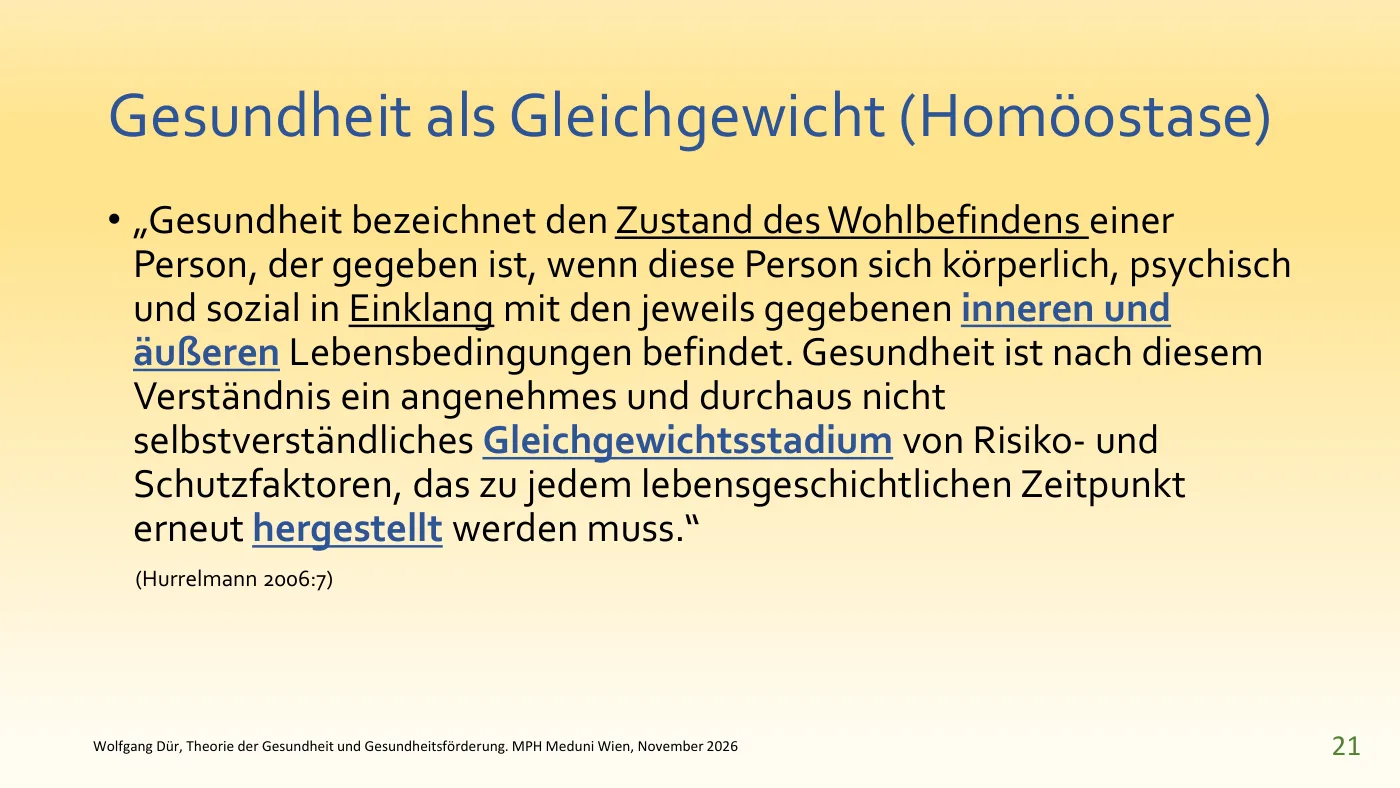 Gesundheit als Gleichgewicht (Homöostase)
• „Gesundheit bezeichnet den Zustand des Wohlbefindens einer
Person, der gegeben ist, wenn diese Person sich körperlich, psychisch
und sozial in Einklang mit den jeweils gegebenen inneren und
äußeren Lebensbedingungen befindet. Gesundheit ist nach diesem
Verständnis ein angenehmes und durchaus nicht
selbstverständliches Gleichgewichtsstadium von Risiko- und
Schutzfaktoren, das zu jedem lebensgeschichtlichen Zeitpunkt
erneut hergestellt werden muss.“
(Hurrelmann 2006:7)
Wolfgang Dür, Theorie der Gesundheit und Gesundheitsförderung. MPH Meduni Wien, November 2026
21